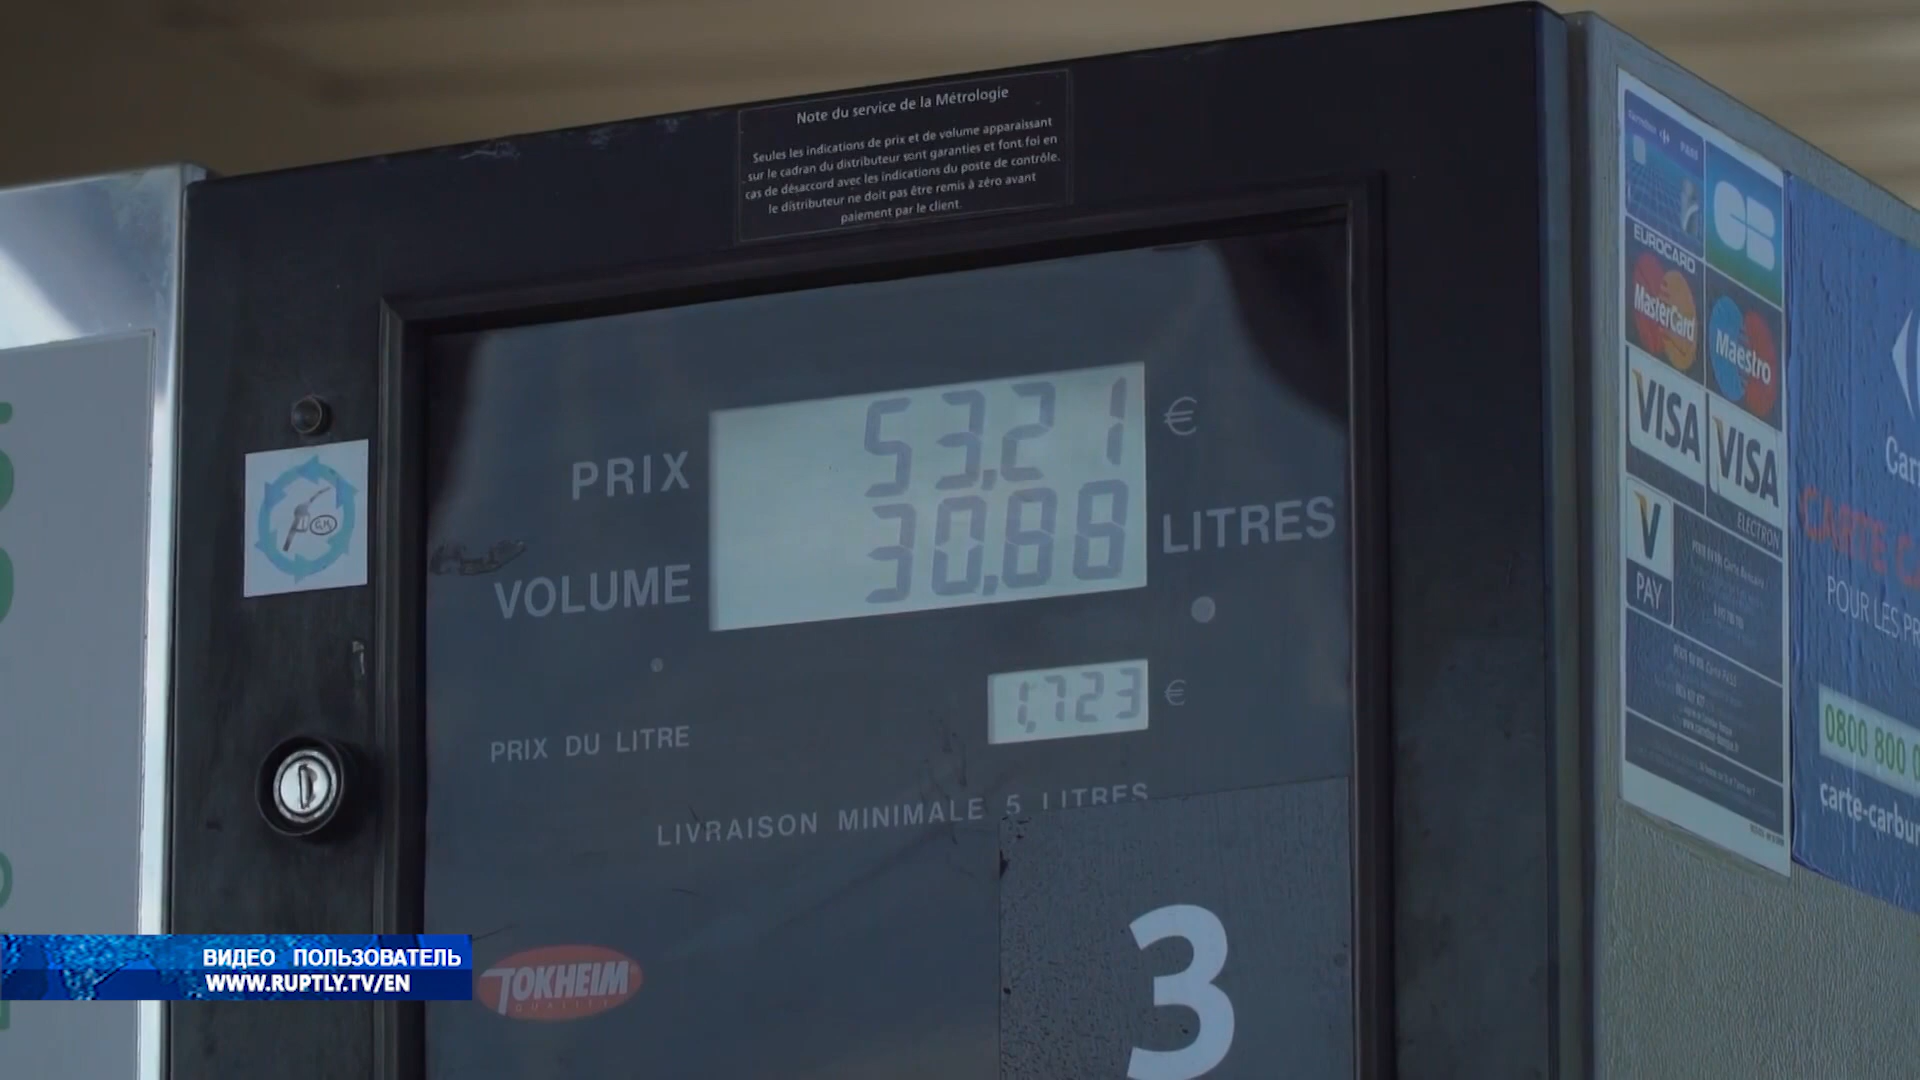 Note du service de la Métrologie
Seules les indications de prix et de volume apparaissant
sur le cadran du distributeur sont garanties et font foi en
cas de désaccord avec les indications du poste de contrôle.
le distributeur ne doit pas être remis à zéro avant
paiement par le client.
PRIX 53,21 €
VOLUME 30,88 LITRES
PRIX DU LITRE 1,723 €
LIVRAISON MINIMALE 5 LITRES
TOKHEIM
QUALITY
3
PASS
CB
EUROCARD
MasterCard
Maestro
VISA
VISA
ELECTRON
V
PAY
CARTE
POUR LES
0800 800
ВИДЕО ПОЛЬЗОВАТЕЛЬ
WWW.RUPTLY.TV/EN